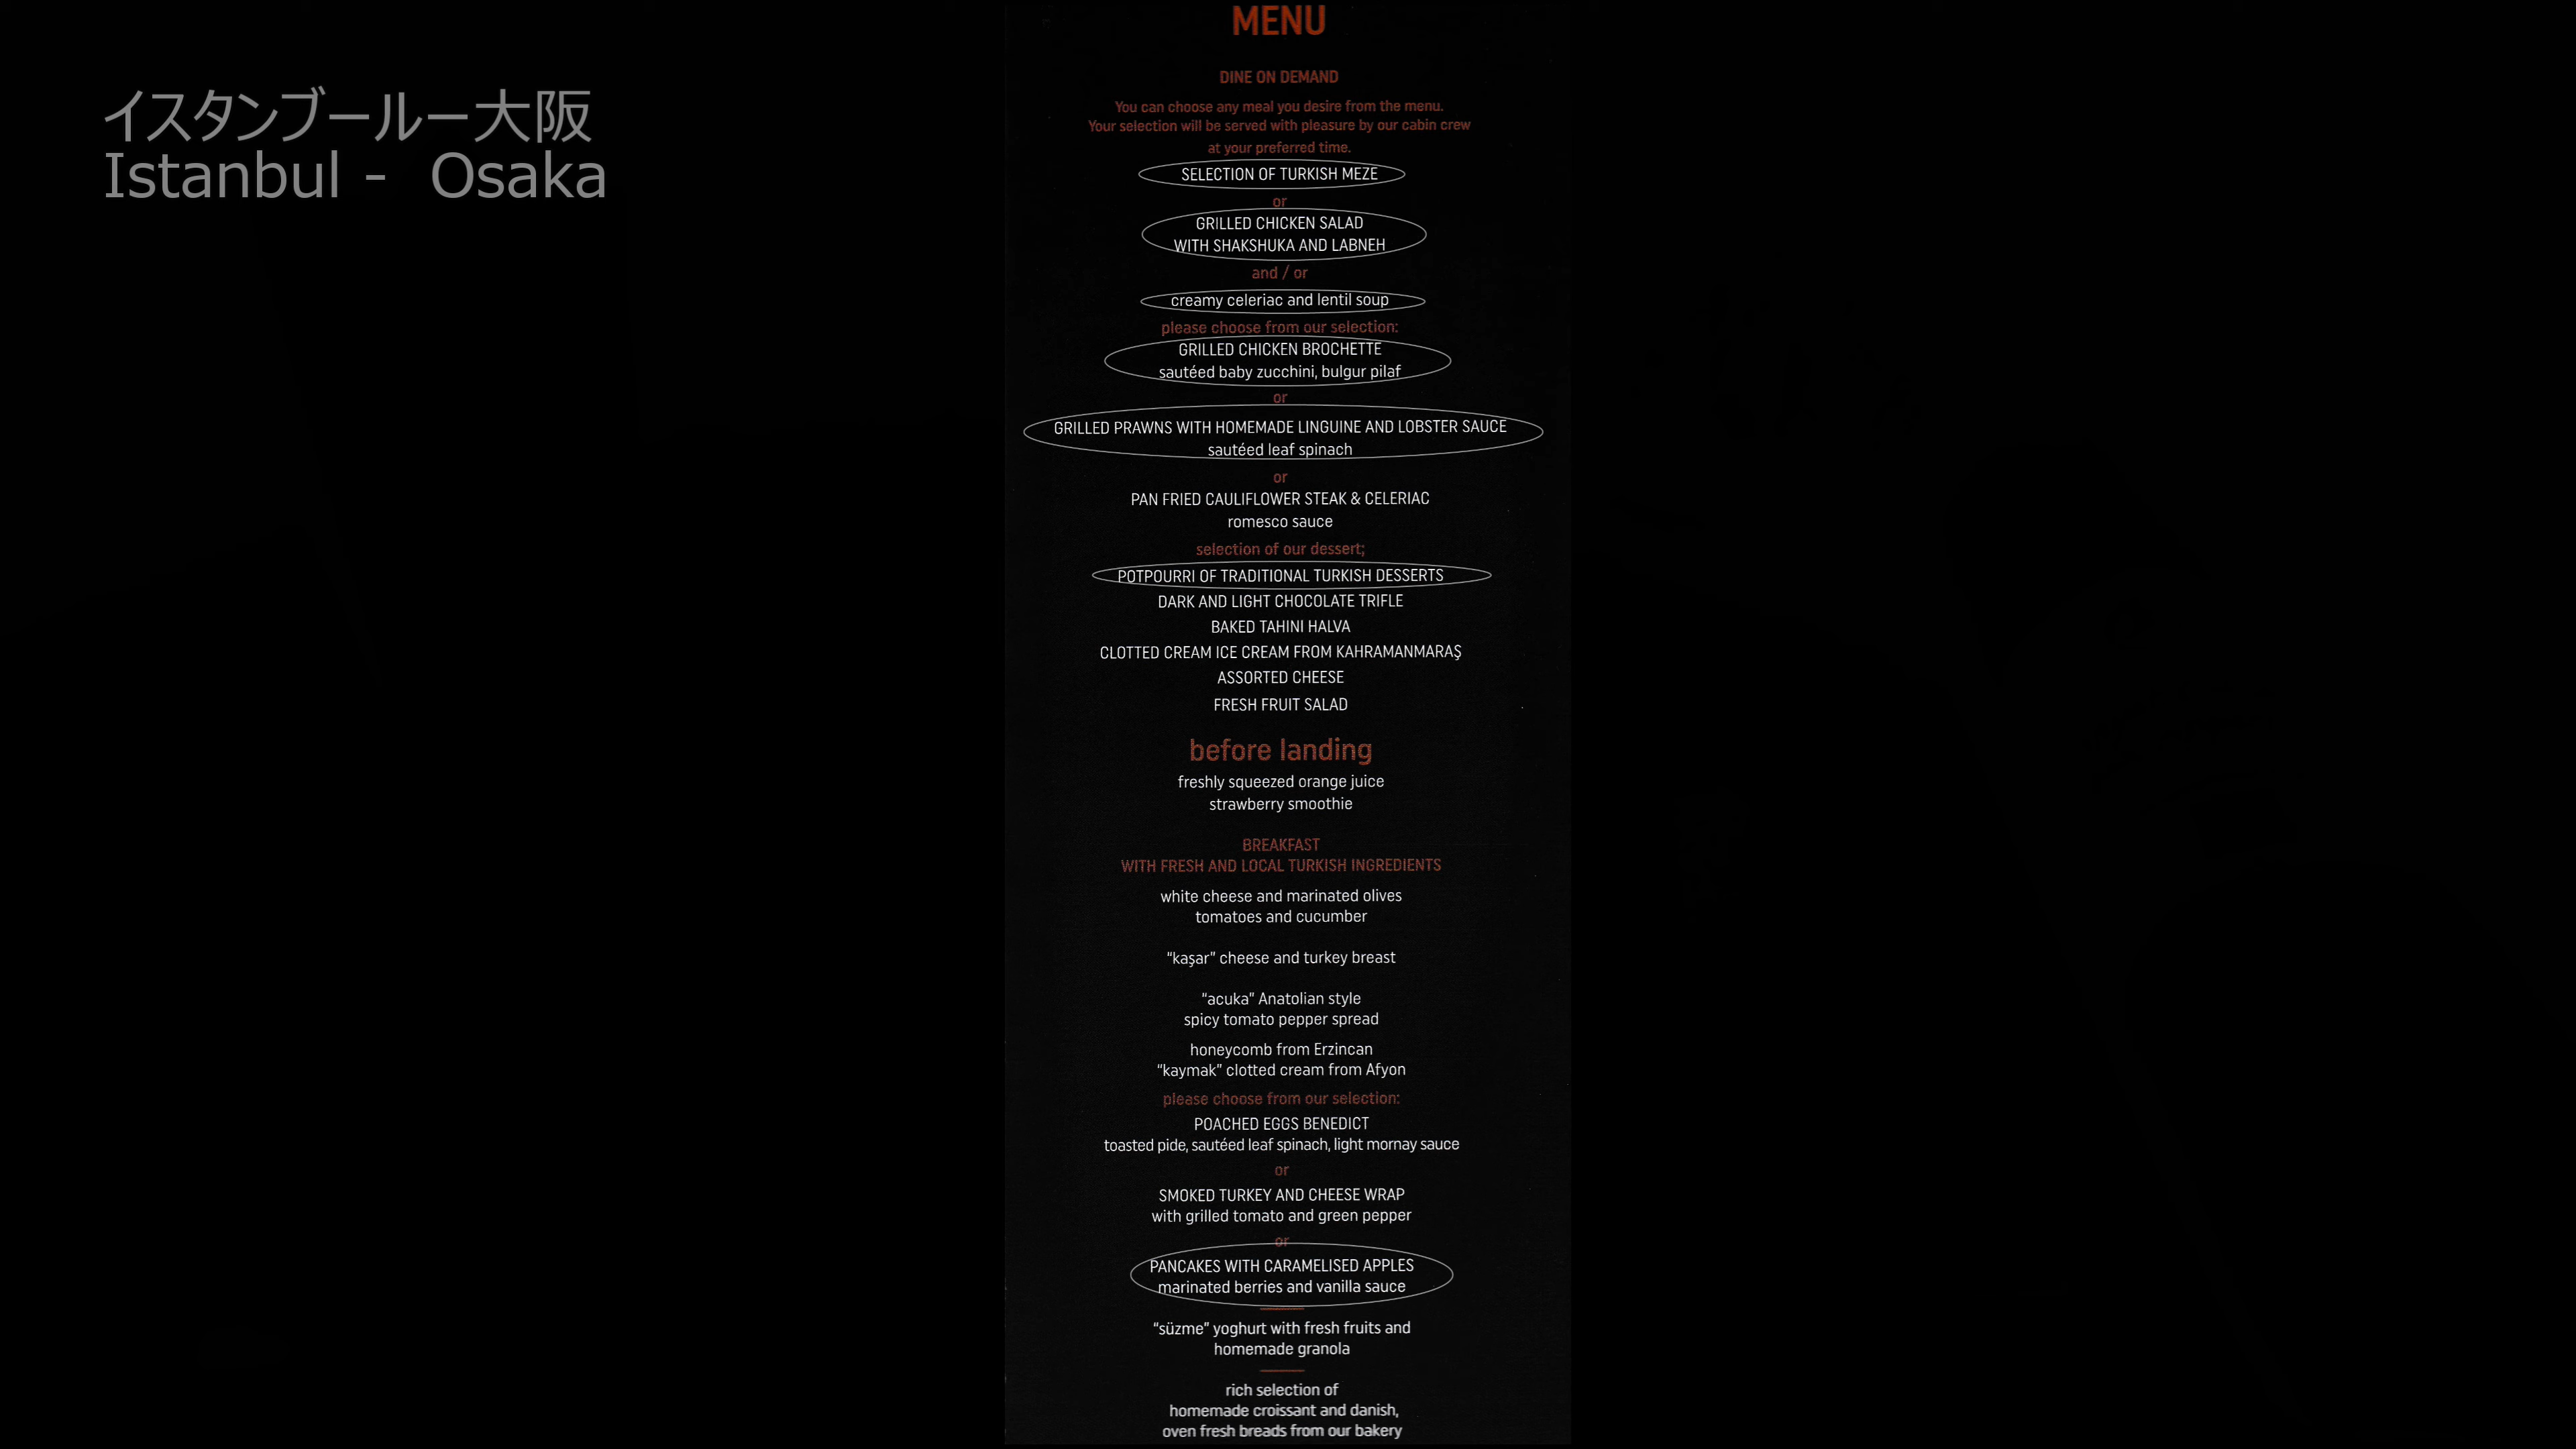 イスタンブールー大阪
Istanbul - Osaka
MENU
DINE ON DEMAND
You can choose any meal you desire from the menu.
Your selection will be served with pleasure by our cabin crew
at your preferred time.
SELECTION OF TURKISH MEZE
or
GRILLED CHICKEN SALAD
WITH SHAKSHUKA AND LABNEH
and / or
creamy celeriac and lentil soup
please choose from our selection:
GRILLED CHICKEN BROCHETTE
sautéed baby zucchini, bulgur pilaf
or
GRILLED PRAWNS WITH HOMEMADE LINGUINE AND LOBSTER SAUCE
sautéed leaf spinach
or
PAN FRIED CAULIFLOWER STEAK & CELERIAC
romesco sauce
selection of our dessert;
POTPOURRI OF TRADITIONAL TURKISH DESSERTS
DARK AND LIGHT CHOCOLATE TRIFLE
BAKED TAHINI HALVA
CLOTTED CREAM ICE CREAM FROM KAHRAMANMARAŞ
ASSORTED CHEESE
FRESH FRUIT SALAD
before landing
freshly squeezed orange juice
strawberry smoothie
BREAKFAST
WITH FRESH AND LOCAL TURKISH INGREDIENTS
white cheese and marinated olives
tomatoes and cucumber
“kaşar” cheese and turkey breast
“acuka” Anatolian style
spicy tomato pepper spread
honeycomb from Erzincan
“kaymak” clotted cream from Afyon
please choose from our selection:
POACHED EGGS BENEDICT
toasted pide, sautéed leaf spinach, light mornay sauce
or
SMOKED TURKEY AND CHEESE WRAP
with grilled tomato and green pepper
or
PANCAKES WITH CARAMELISED APPLES
marinated berries and vanilla sauce
“süzme” yoghurt with fresh fruits and
homemade granola
rich selection of
homemade croissant and danish,
oven fresh breads from our bakery